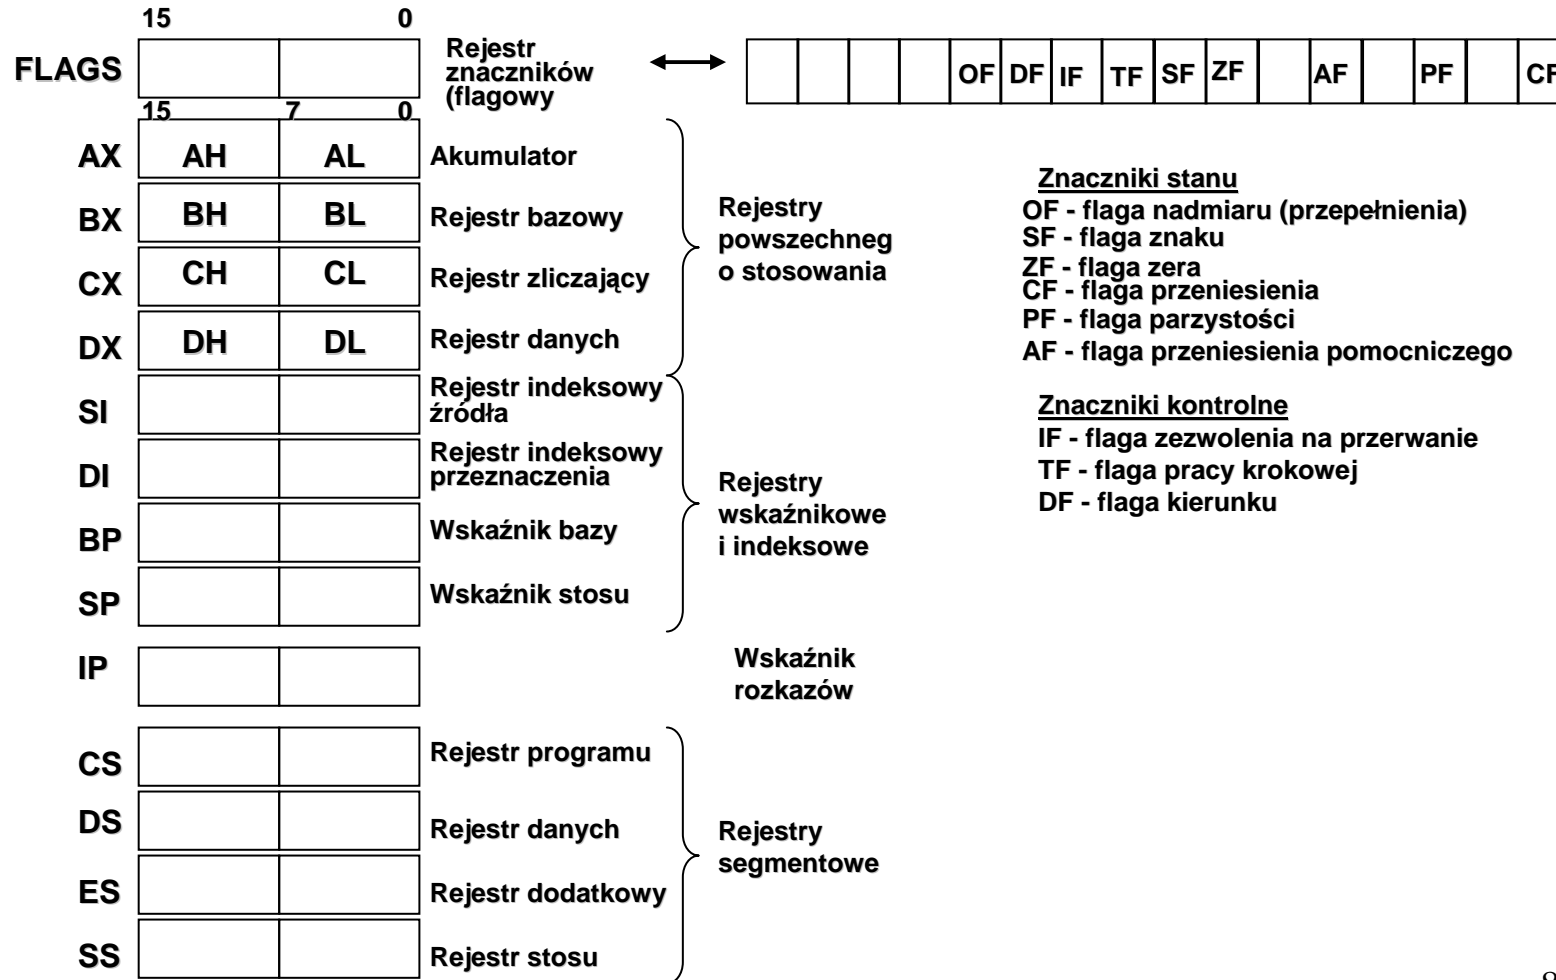 15 0
FLAGS
Rejestr
znaczników
(flagowy
OF DF IF TF SF ZF AF PF CF
15 7 0
AX AH AL Akumulator
BX BH BL Rejestr bazowy
CX CH CL Rejestr zliczający
DX DH DL Rejestr danych
Rejestry
powszechneg
o stosowania
SI Rejestr indeksowy
źródła
DI Rejestr indeksowy
przeznaczenia
BP Wskaźnik bazy
SP Wskaźnik stosu
Rejestry
wskaźnikowe
i indeksowe
IP
Wskaźnik
rozkazów
CS Rejestr programu
DS Rejestr danych
ES Rejestr dodatkowy
SS Rejestr stosu
Rejestry
segmentowe
Znaczniki stanu
OF - flaga nadmiaru (przepełnienia)
SF - flaga znaku
ZF - flaga zera
CF - flaga przeniesienia
PF - flaga parzystości
AF - flaga przeniesienia pomocniczego
Znaczniki kontrolne
IF - flaga zezwolenia na przerwanie
TF - flaga pracy krokowej
DF - flaga kierunku